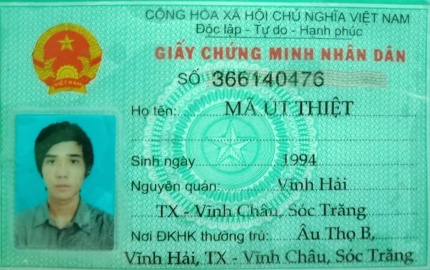 CỘNG HÒA XÃ HỘI CHỦ NGHĨA VIỆT NAM
Độc lập - Tự do - Hạnh phúc
GIẤY CHỨNG MINH NHÂN DÂN
SỐ 366140476
Họ tên: MÃ ÚT THIỆT
Sinh ngày 1994
Nguyên quán: Vĩnh Hải
TX - Vĩnh Châu, Sóc Trăng
Nơi ĐKHK thường trú: Âu Thọ B,
Vĩnh Hải, TX - Vĩnh Châu, Sóc Trăng